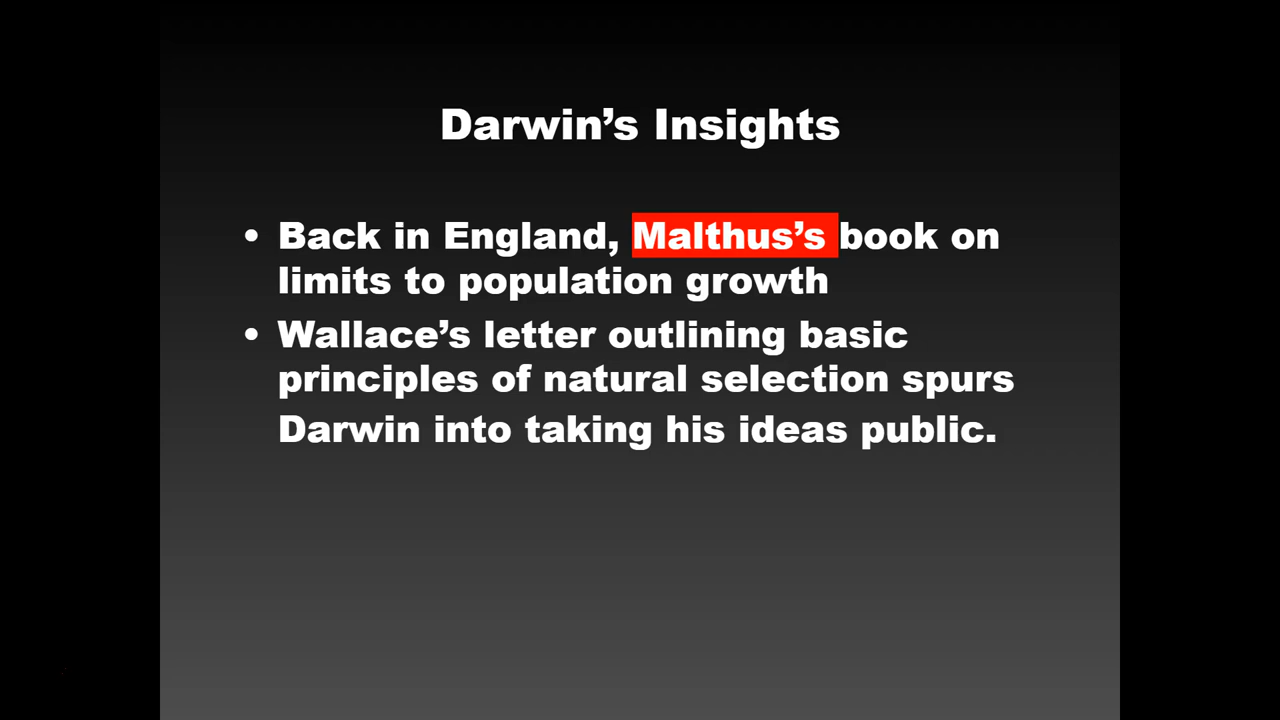 Darwin’s Insights
• Back in England, Malthus’s book on
limits to population growth
• Wallace’s letter outlining basic
principles of natural selection spurs
Darwin into taking his ideas public.